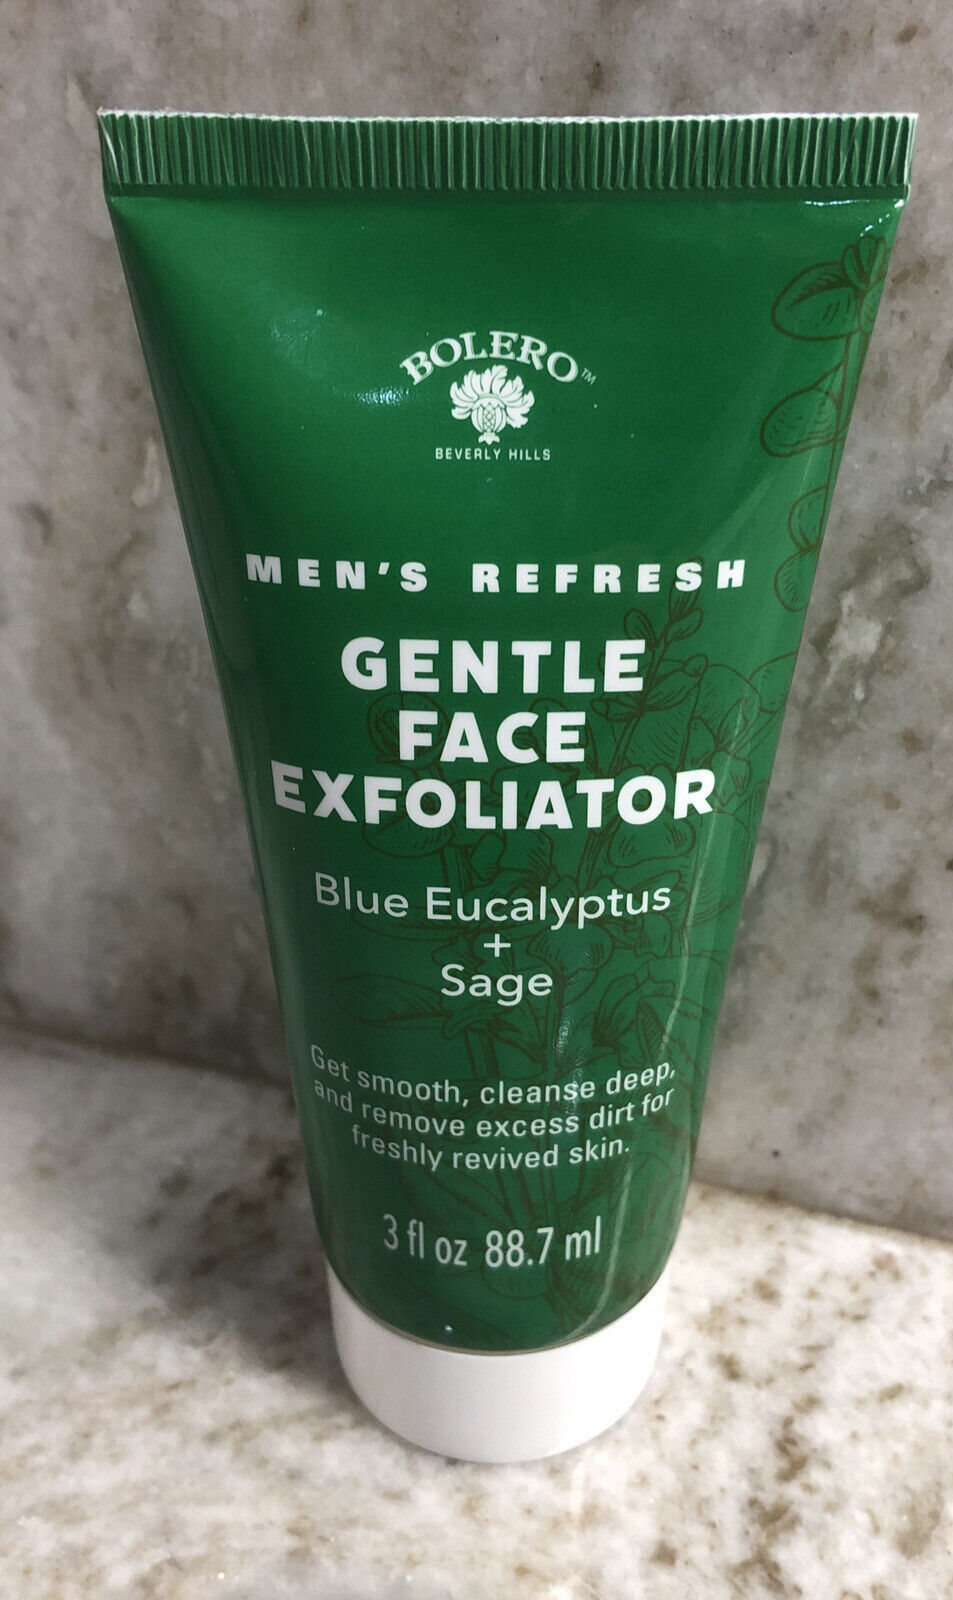 BOLERO™
BEVERLY HILLS
MEN'S REFRESH
GENTLE
FACE
EXFOLIATOR
Blue Eucalyptus
+
Sage
Get smooth, cleanse deep,
and remove excess dirt for
freshly revived skin.
3 fl oz 88.7 ml